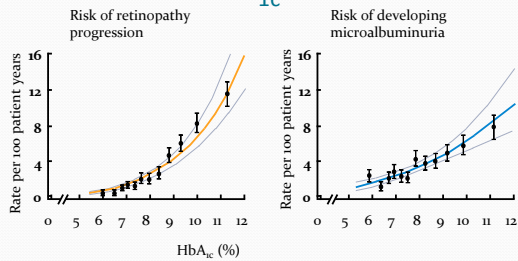 1c
Risk of retinopathy
progression
Rate per 100 patient years
16
12
8
4
0
0 5 6 7 8 9 10 11 12
HbA1c (%)
Risk of developing
microalbuminuria
Rate per 100 patient years
16
12
8
4
0
0 5 6 7 8 9 10 11 12